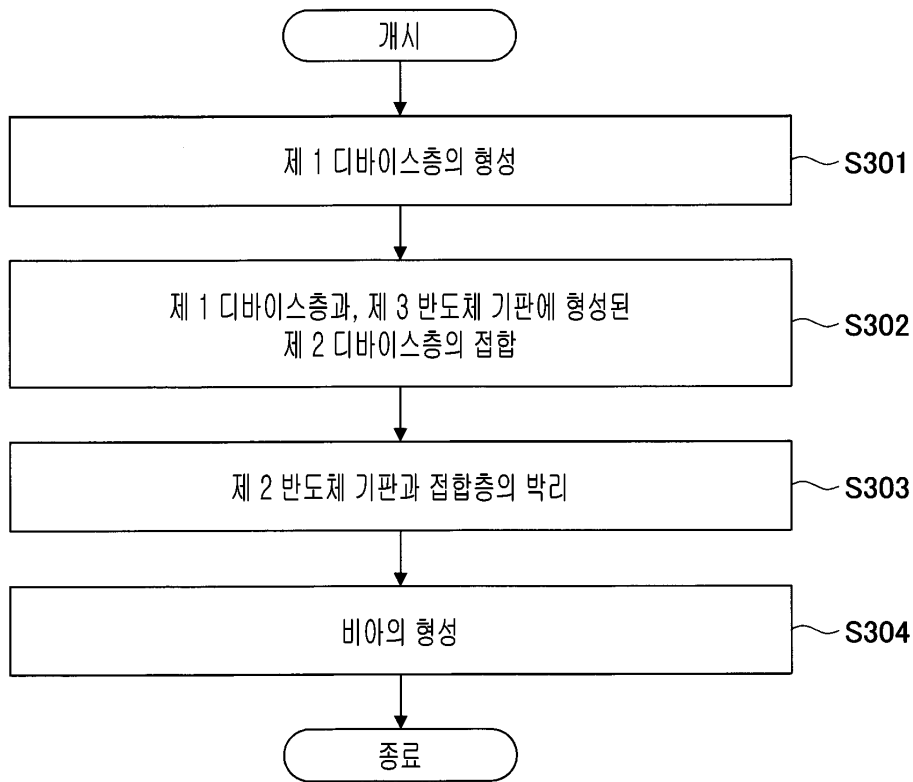 개시
제 1 디바이스층의 형성
S301
제 1 디바이스층과, 제 3 반도체 기판에 형성된
제 2 디바이스층의 접합
S302
제 2 반도체 기판과 접합층의 박리
S303
비아의 형성
S304
종료